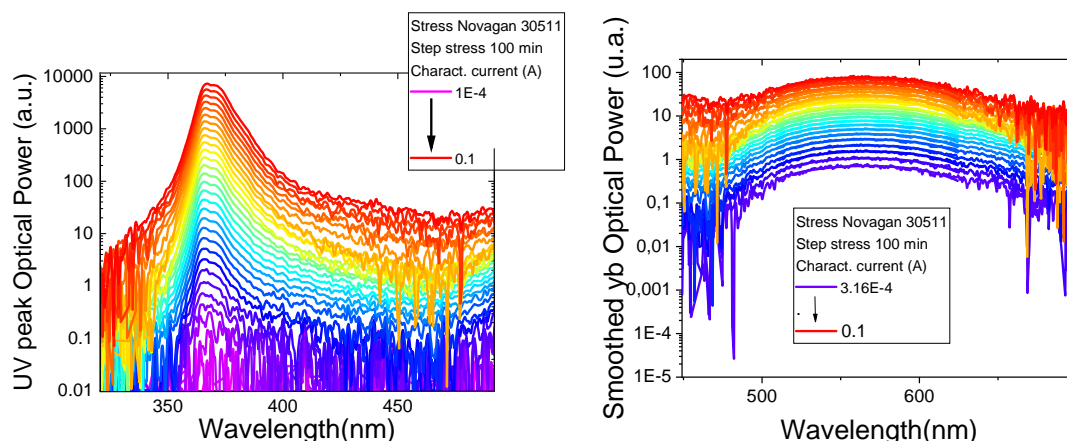 Stress Novagan 30511
Step stress 100 min
Charact. current (A)
1E-4
0.1
10000
1000
100
10
1
0.1
0.01
350
400
450
UV peak Optical Power (a.u.)
Wavelength(nm)
Smoothed yb Optical Power (u.a.)
100
10
1
0,1
0,01
0,001
1E-4
1E-5
500
600
Stress Novagan 30511
Step stress 100 min
Charact. current (A)
3.16E-4
.
0.1
Wavelength(nm)